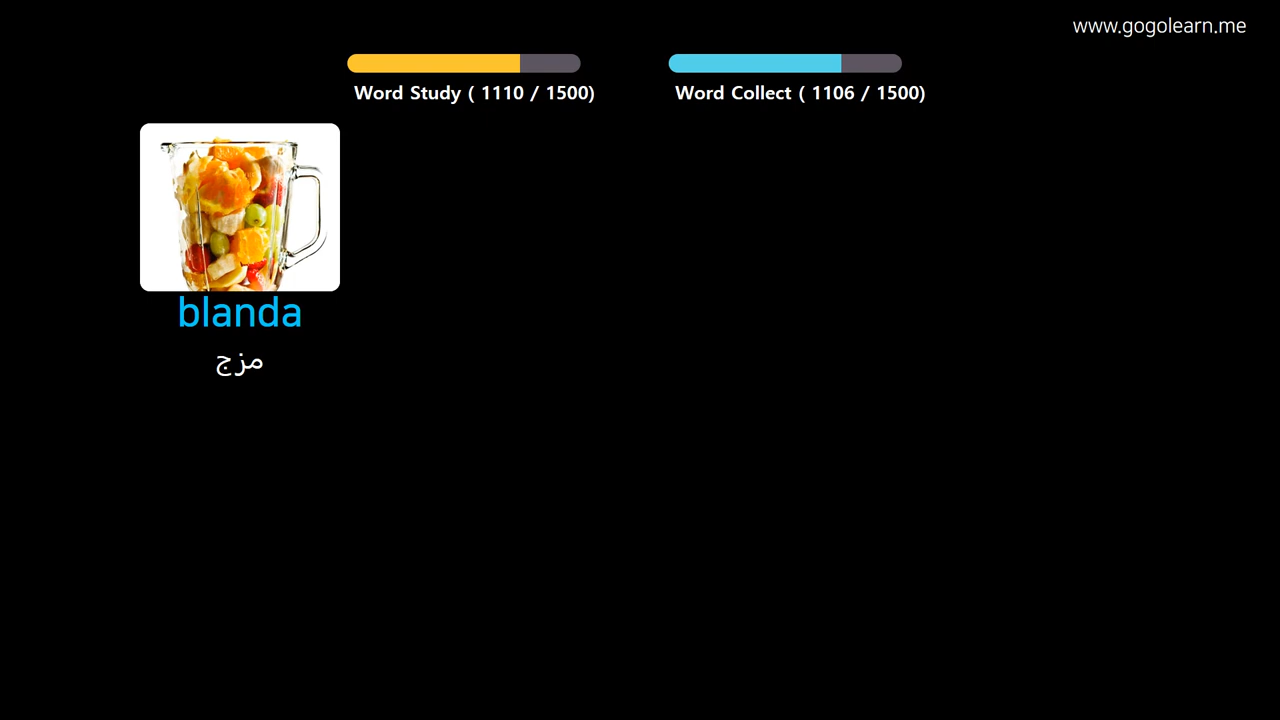 www.gogolearn.me
Word Study ( 1110 / 1500)
Word Collect ( 1106 / 1500)
blanda
مزج